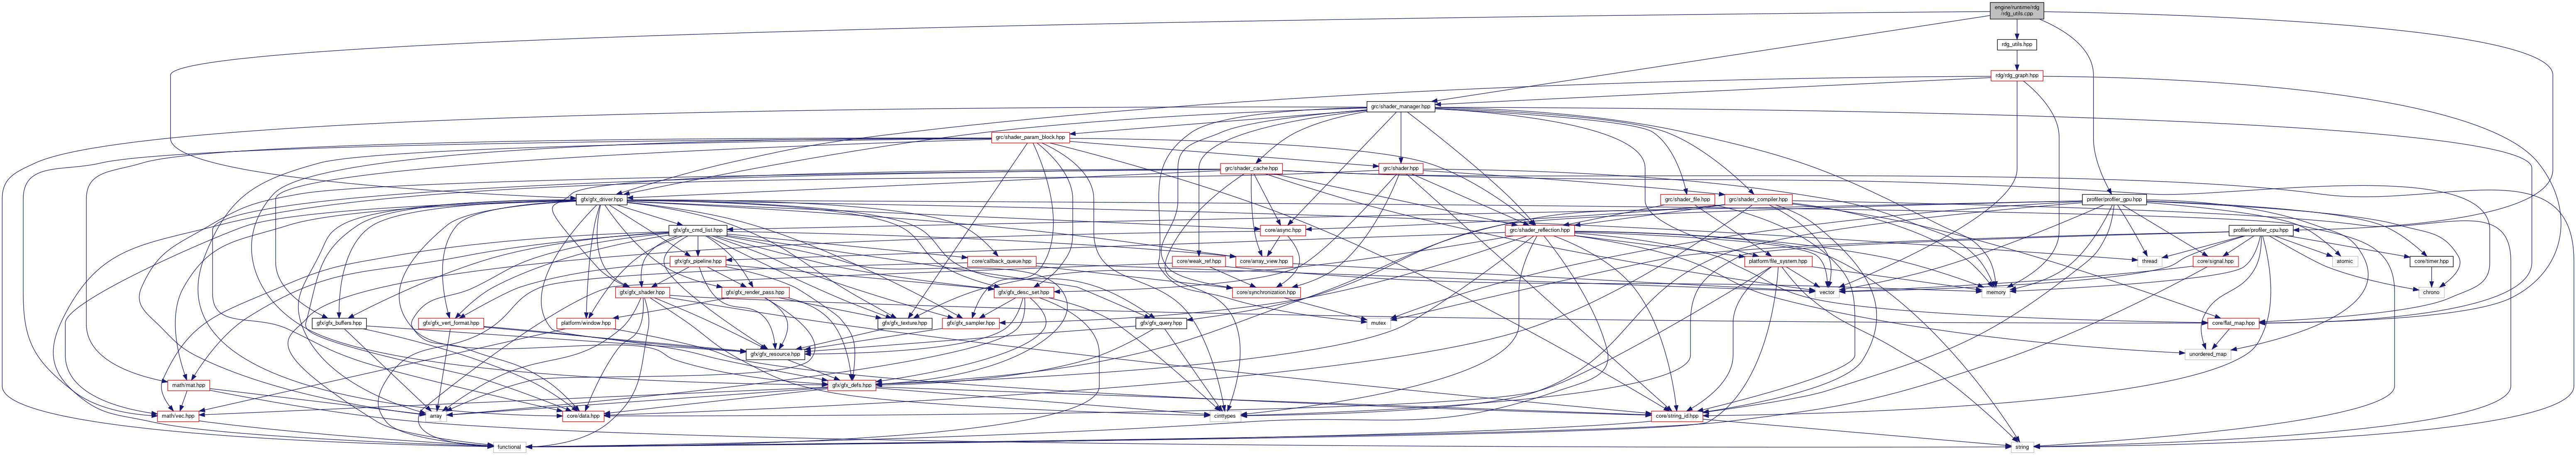 engine/runtime/rdg
/rdg_utils.cpp
rdg_utils.hpp
rdg/rdg_graph.hpp
grc/shader_manager.hpp
grc/shader_param_block.hpp
grc/shader_cache.hpp
grc/shader.hpp
gfx/gfx_driver.hpp
grc/shader_file.hpp
grc/shader_compiler.hpp
profiler/profiler_gpu.hpp
gfx/gfx_cmd_list.hpp
core/async.hpp
grc/shader_reflection.hpp
profiler/profiler_cpu.hpp
gfx/gfx_pipeline.hpp
core/callback_queue.hpp
core/weak_ref.hpp
core/array_view.hpp
platform/file_system.hpp
thread
core/signal.hpp
atomic
core/timer.hpp
gfx/gfx_shader.hpp
gfx/gfx_render_pass.hpp
gfx/gfx_desc_set.hpp
core/synchronization.hpp
vector
memory
chrono
gfx/gfx_buffers.hpp
gfx/gfx_vert_format.hpp
platform/window.hpp
gfx/gfx_texture.hpp
gfx/gfx_sampler.hpp
gfx/gfx_query.hpp
mutex
core/flat_map.hpp
gfx/gfx_resource.hpp
unordered_map
math/mat.hpp
gfx/gfx_defs.hpp
math/vec.hpp
array
core/data.hpp
cinttypes
core/string_id.hpp
functional
string